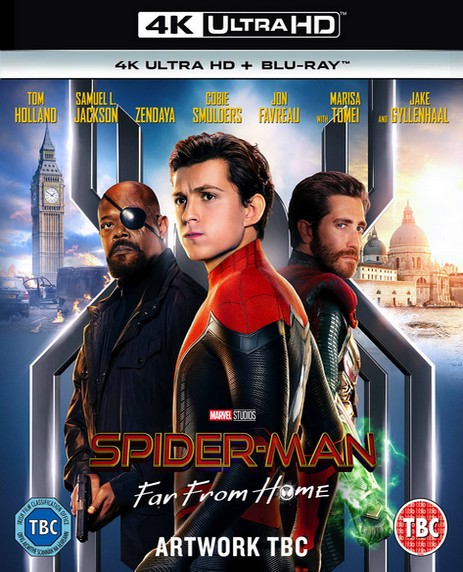 4K ULTRA HD™
4K ULTRA HD + BLU-RAY™
TOM HOLLAND
SAMUEL L. JACKSON
ZENDAYA
COBIE SMULDERS
JON FAVREAU
WITH MARISA TOMEI
AND JAKE GYLLENHAAL
MARVEL STUDIOS
SPIDER-MAN
Far From Home
TBC
TBC
ARTWORK TBC